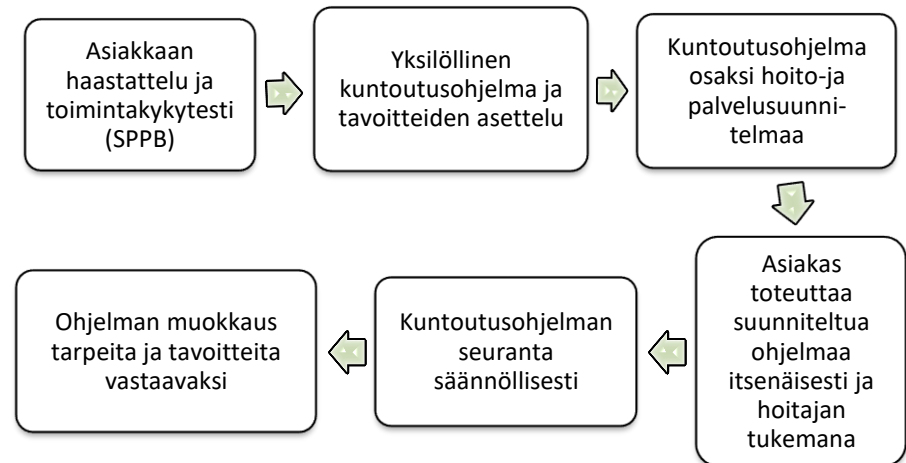 Asiakkaan
haastattelu ja
toimintakykytesti
(SPPB)
Yksilöllinen
kuntoutusohjelma ja
tavoitteiden asettelu
Kuntoutusohjelma
osaksi hoito-ja
palvelusuunni-
telmaa
Asiakas
toteuttaa
suunniteltua
ohjelmaa
itsenäisesti ja
hoitajan
tukemana
Kuntoutusohjelman
seuranta
säännöllisesti
Ohjelman muokkaus
tarpeita ja tavoitteita
vastaavaksi